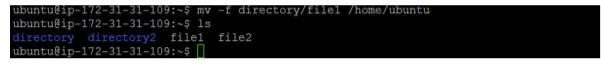 ubuntu@ip-172-31-31-109:~$ mv -f directory/file1 /home/ubuntu
ubuntu@ip-172-31-31-109:~$ ls
directory  directory2  file1  file2
ubuntu@ip-172-31-31-109:~$